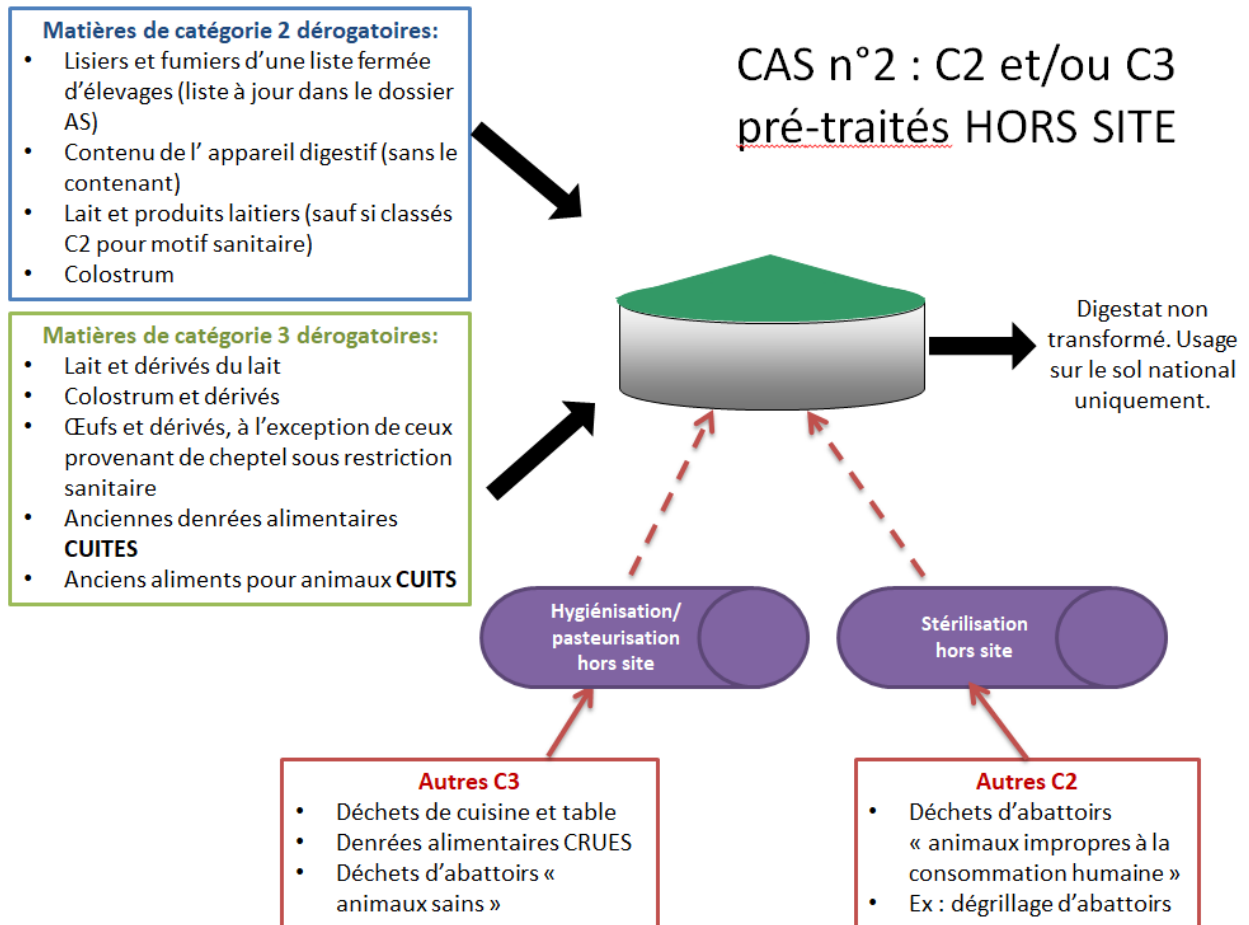 CAS n°2 : C2 et/ou C3
pré-traités HORS SITE
Matières de catégorie 2 dérogatoires:
• Lisiers et fumiers d'une liste fermée
d'élevages (liste à jour dans le dossier
AS)
• Contenu de l' appareil digestif (sans le
contenant)
• Lait et produits laitiers (sauf si classés
C2 pour motif sanitaire)
• Colostrum
Matières de catégorie 3 dérogatoires:
• Lait et dérivés du lait
• Colostrum et dérivés
• Œufs et dérivés, à l'exception de ceux
provenant de cheptel sous restriction
sanitaire
• Anciennes denrées alimentaires
CUITES
• Anciens aliments pour animaux CUITS
Digestat non
transformé. Usage
sur le sol national
uniquement.
Hygiénisation/
pasteurisation
hors site
Stérilisation
hors site
Autres C3
• Déchets de cuisine et table
• Denrées alimentaires CRUES
• Déchets d'abattoirs «
animaux sains »
Autres C2
• Déchets d'abattoirs
« animaux impropres à la
consommation humaine »
• Ex : dégrillage d'abattoirs